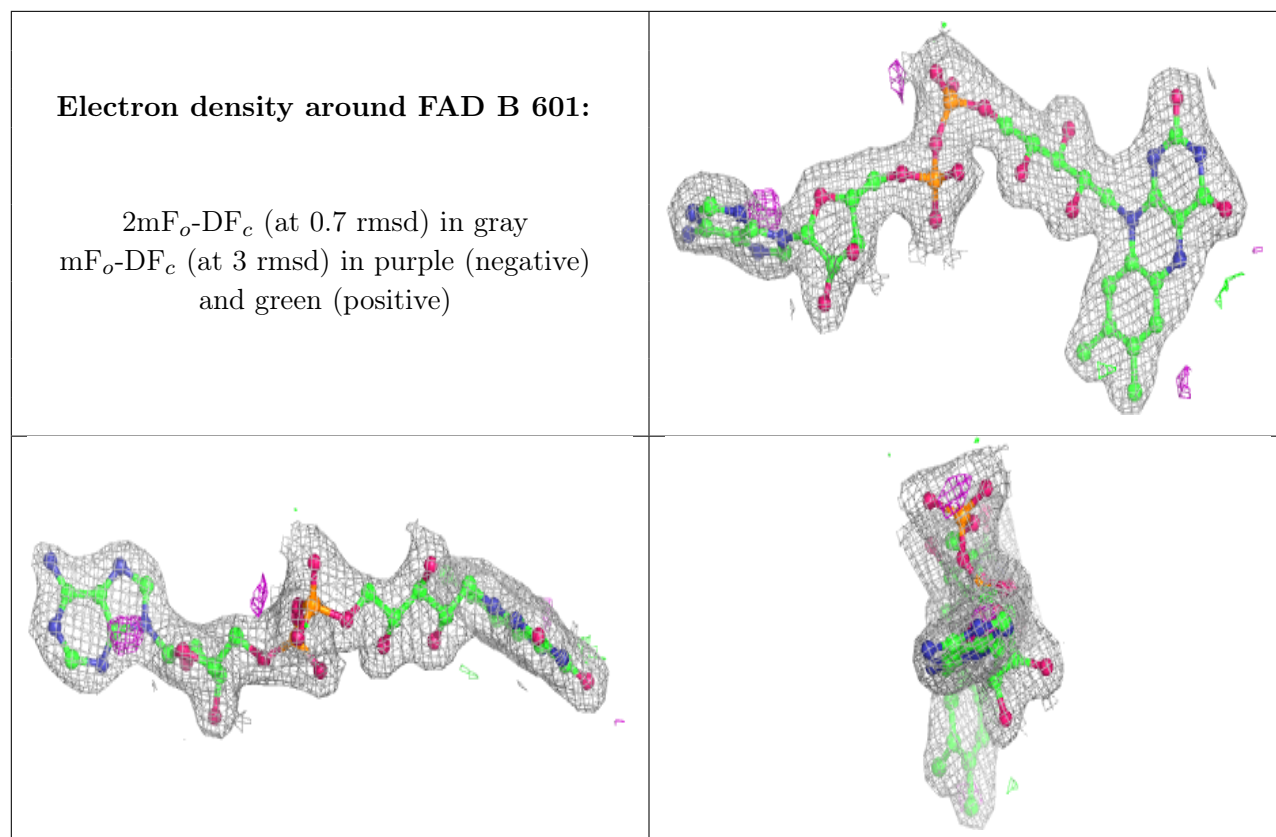 Electron density around FAD B 601:
2mFo-DFc (at 0.7 rmsd) in gray
mFo-DFc (at 3 rmsd) in purple (negative)
and green (positive)